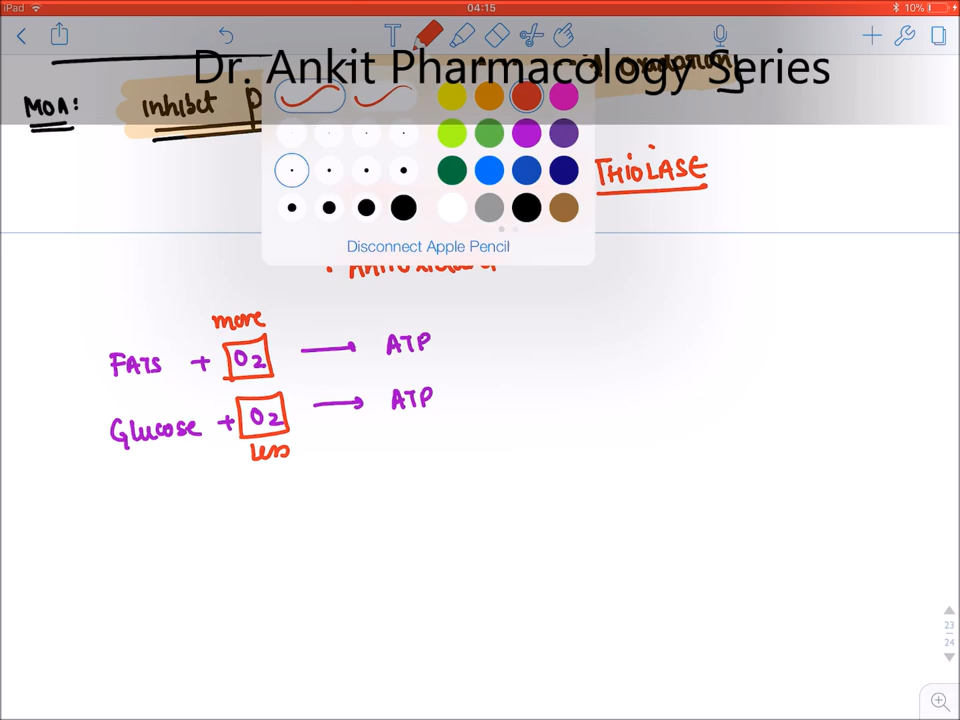 iPad 04:15 10%
T
Dr. Ankit Pharmacology Series
oxidation
MOA: Inhibit P
THIOLASE
Disconnect Apple Pencil
more
FATS + O2 → ATP
Glucose + O2 → ATP
Less
23
24